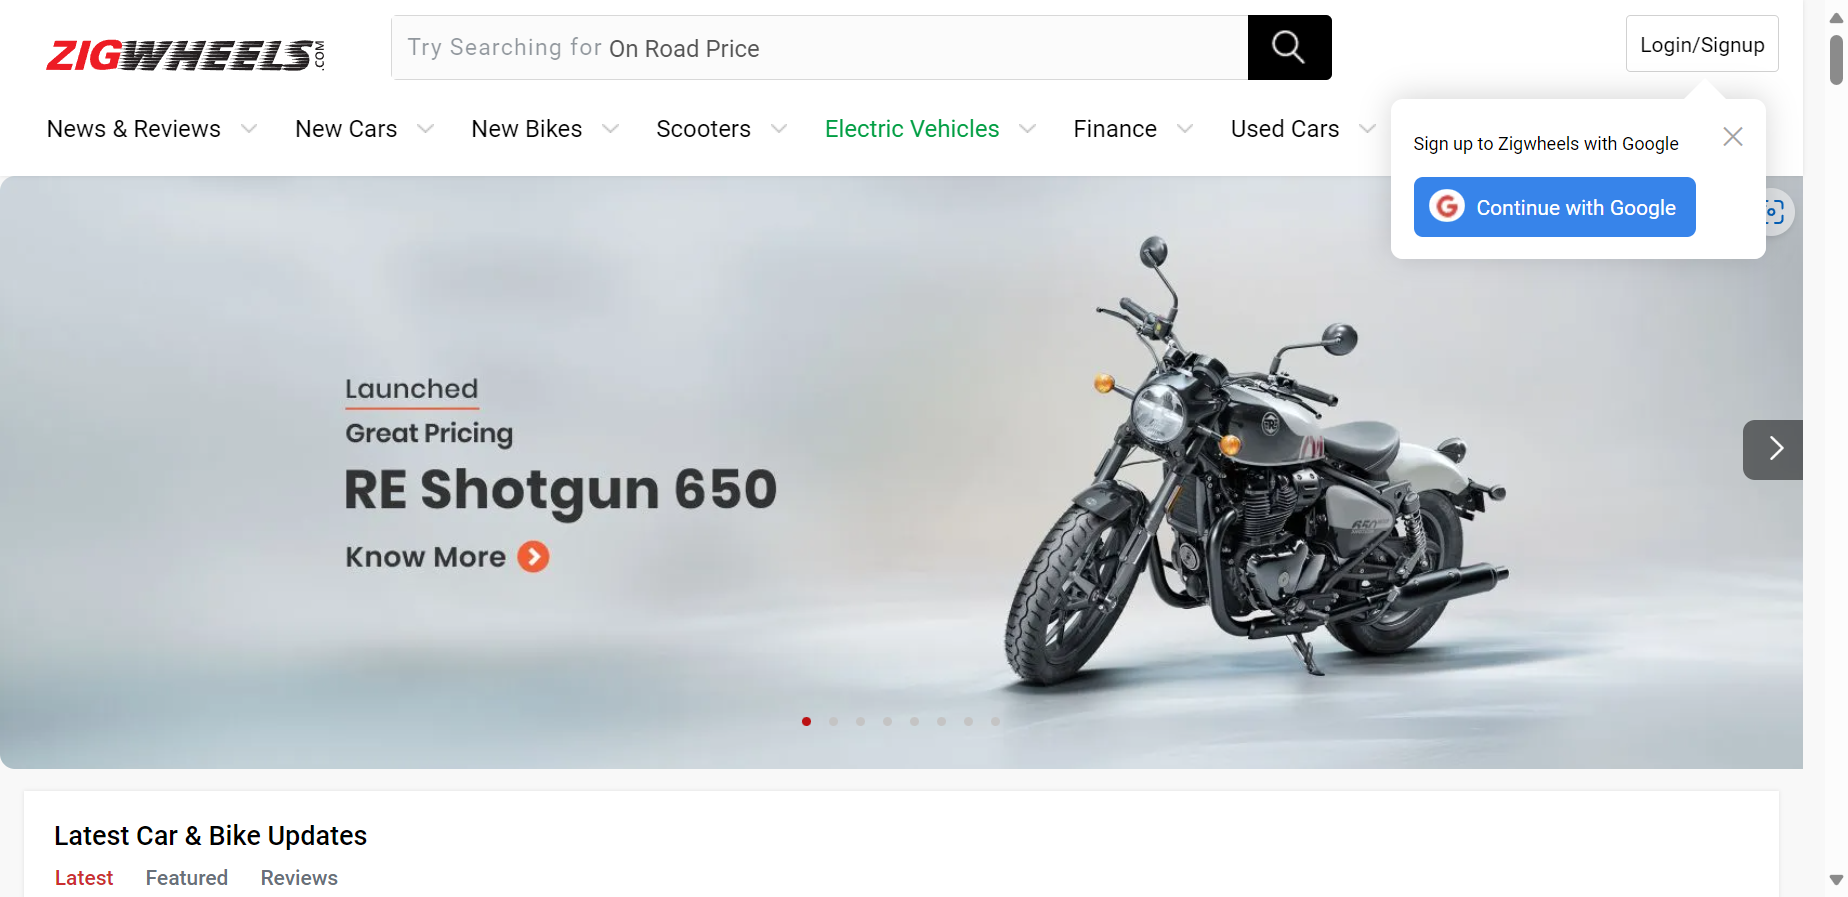 ZIGWHEELS.COM
Try Searching for On Road Price
Login/Signup
News & Reviews
New Cars
New Bikes
Scooters
Electric Vehicles
Finance
Used Cars
Sign up to Zigwheels with Google
G Continue with Google
Launched
Great Pricing
RE Shotgun 650
Know More
650
Latest Car & Bike Updates
Latest
Featured
Reviews